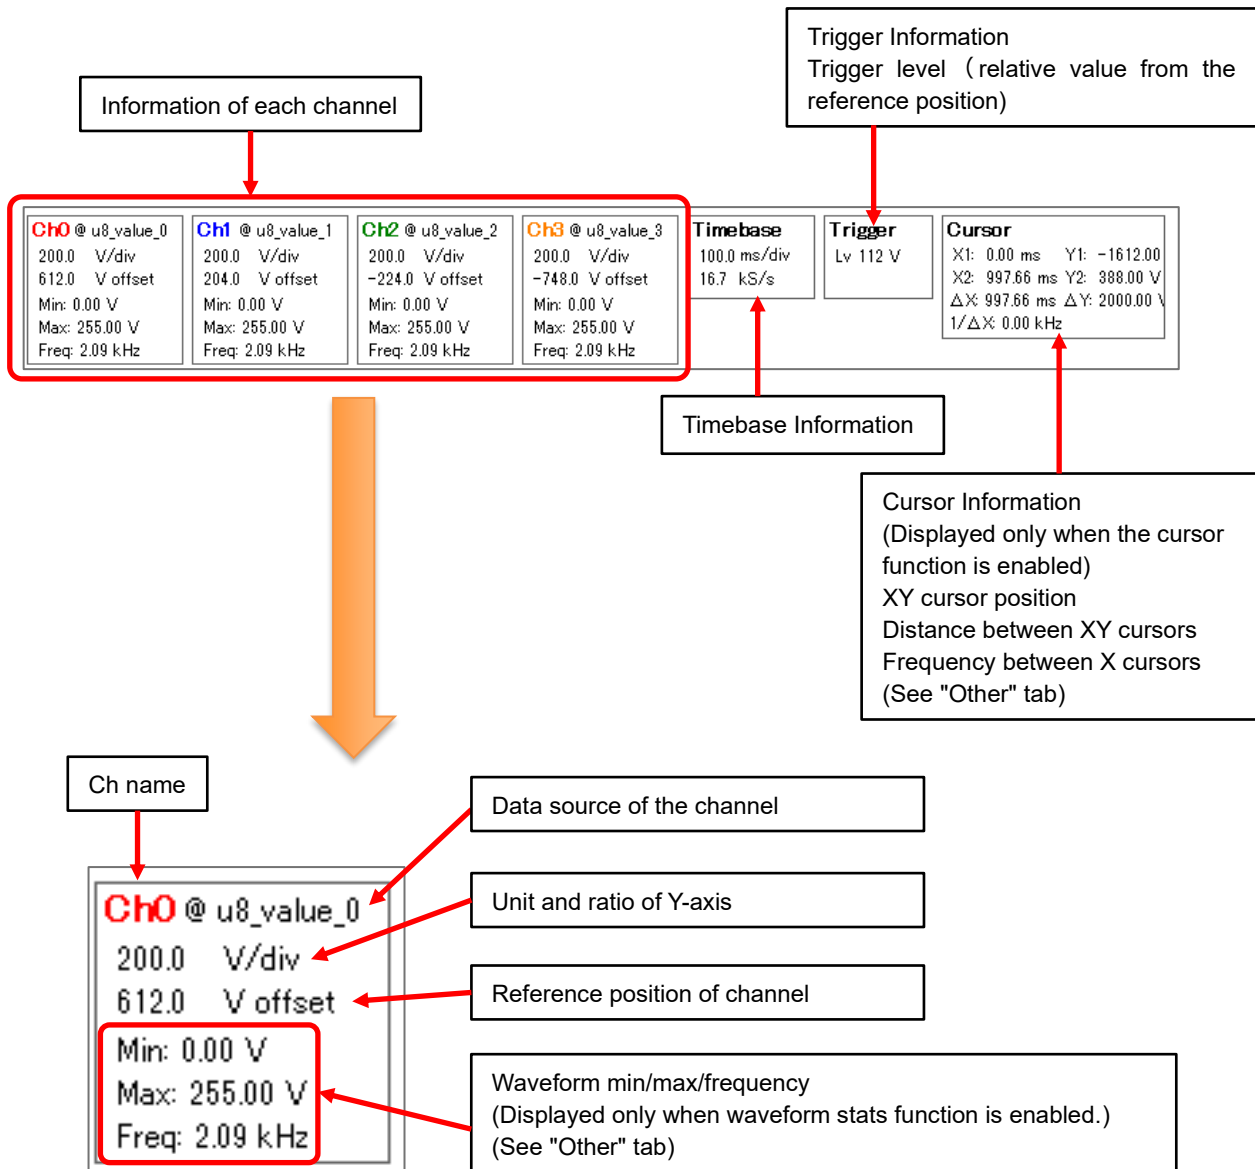 Trigger Information
Trigger level （relative value from the
reference position)
Information of each channel
Ch0 @ u8_value_0
200.0 V/div
612.0 V offset
Min: 0.00 V
Max: 255.00 V
Freq: 2.09 kHz
Ch1 @ u8_value_1
200.0 V/div
204.0 V offset
Min: 0.00 V
Max: 255.00 V
Freq: 2.09 kHz
Ch2 @ u8_value_2
200.0 V/div
-224.0 V offset
Min: 0.00 V
Max: 255.00 V
Freq: 2.09 kHz
Ch3 @ u8_value_3
200.0 V/div
-748.0 V offset
Min: 0.00 V
Max: 255.00 V
Freq: 2.09 kHz
Timebase
100.0 ms/div
16.7 kS/s
Trigger
Lv 112 V
Cursor
X1: 0.00 ms Y1: -1612.00
X2: 997.66 ms Y2: 388.00 V
ΔX: 997.66 ms ΔY: 2000.00
1/ΔX: 0.00 kHz
Timebase Information
Cursor Information
(Displayed only when the cursor
function is enabled)
XY cursor position
Distance between XY cursors
Frequency between X cursors
(See "Other" tab)
Ch name
Data source of the channel
Unit and ratio of Y-axis
Reference position of channel
Waveform min/max/frequency
(Displayed only when waveform stats function is enabled.)
(See "Other" tab)
Ch0 @ u8_value_0
200.0 V/div
612.0 V offset
Min: 0.00 V
Max: 255.00 V
Freq: 2.09 kHz